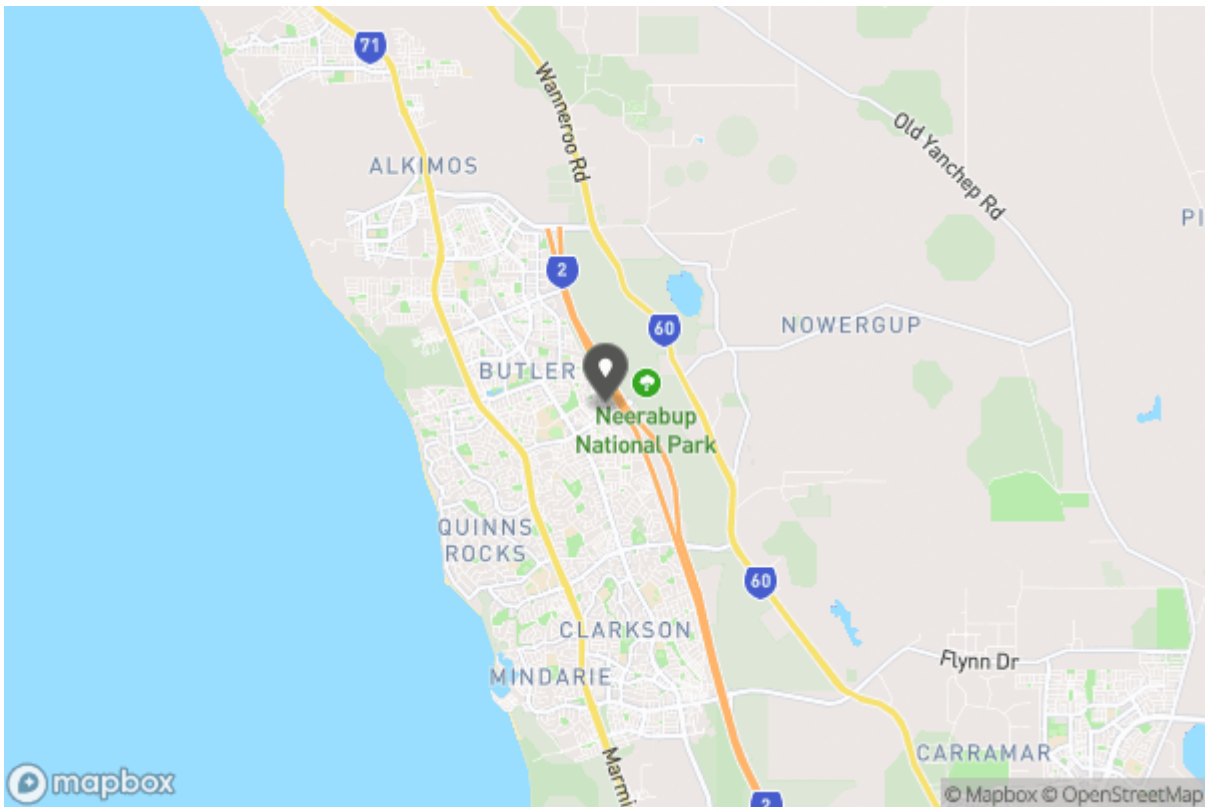 71
Wanneroo Rd
Old Yanchep Rd
ALKIMOS
PI
2
60
NOWERGUP
BUTLER
Neerabup
National Park
QUINNS
ROCKS
60
CLARKSON
Flynn Dr
MINDARIE
CARRAMAR
Marmi
2
mapbox
© Mapbox © OpenStreetMap